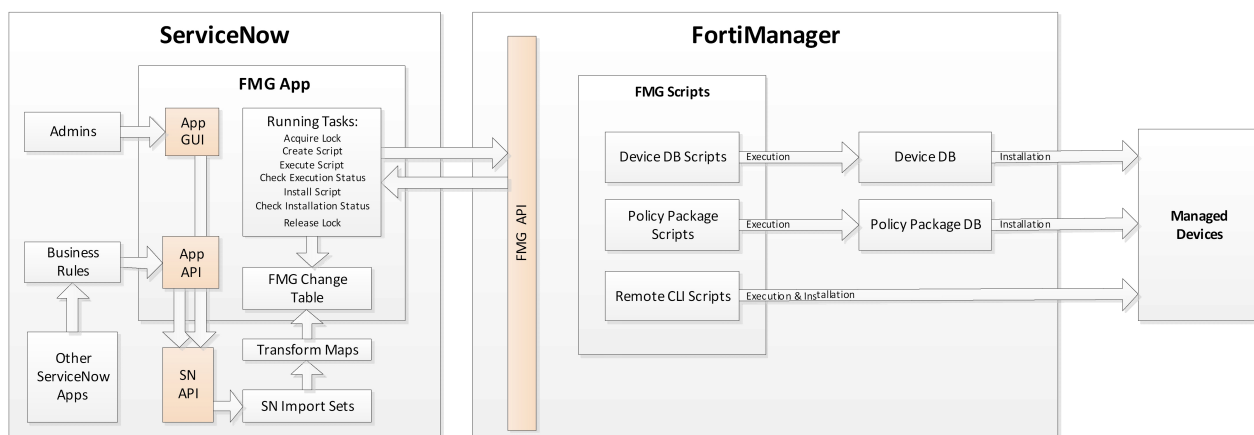 ServiceNow
FMG App
Admins
App
GUI
Running Tasks:
Acquire Lock
Create Script
Execute Script
Check Execution Status
Install Script
Check Installation Status
Release Lock
Business
Rules
App
API
FMG Change
Table
Other
ServiceNow
Apps
SN
API
Transform Maps
SN Import Sets
FortiManager
FMG API
FMG Scripts
Device DB Scripts
Execution
Device DB
Installation
Policy Package
Scripts
Execution
Policy Package DB
Installation
Remote CLI Scripts
Execution & Installation
Managed
Devices